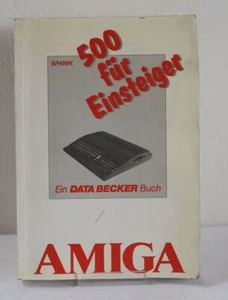 SPANIK
500
für
Einsteiger
Ein DATA BECKER Buch
AMIGA